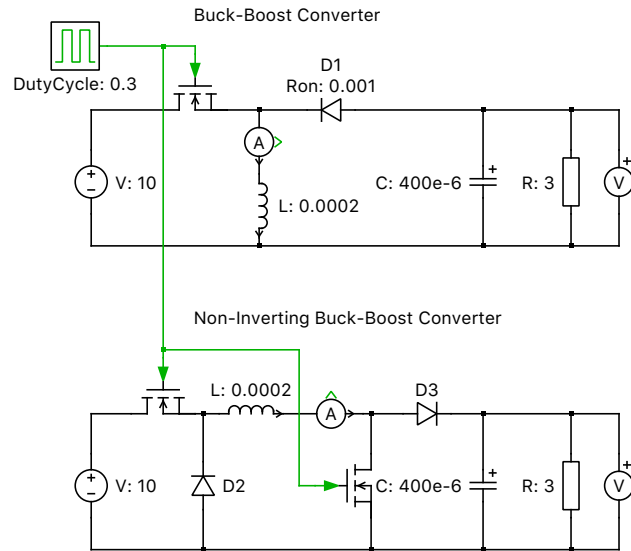 Buck-Boost Converter
DutyCycle: 0.3
D1
Ron: 0.001
A
V: 10
L: 0.0002
C: 400e-6
R: 3
V
Non-Inverting Buck-Boost Converter
L: 0.0002
A
D3
V: 10
D2
C: 400e-6
R: 3
V